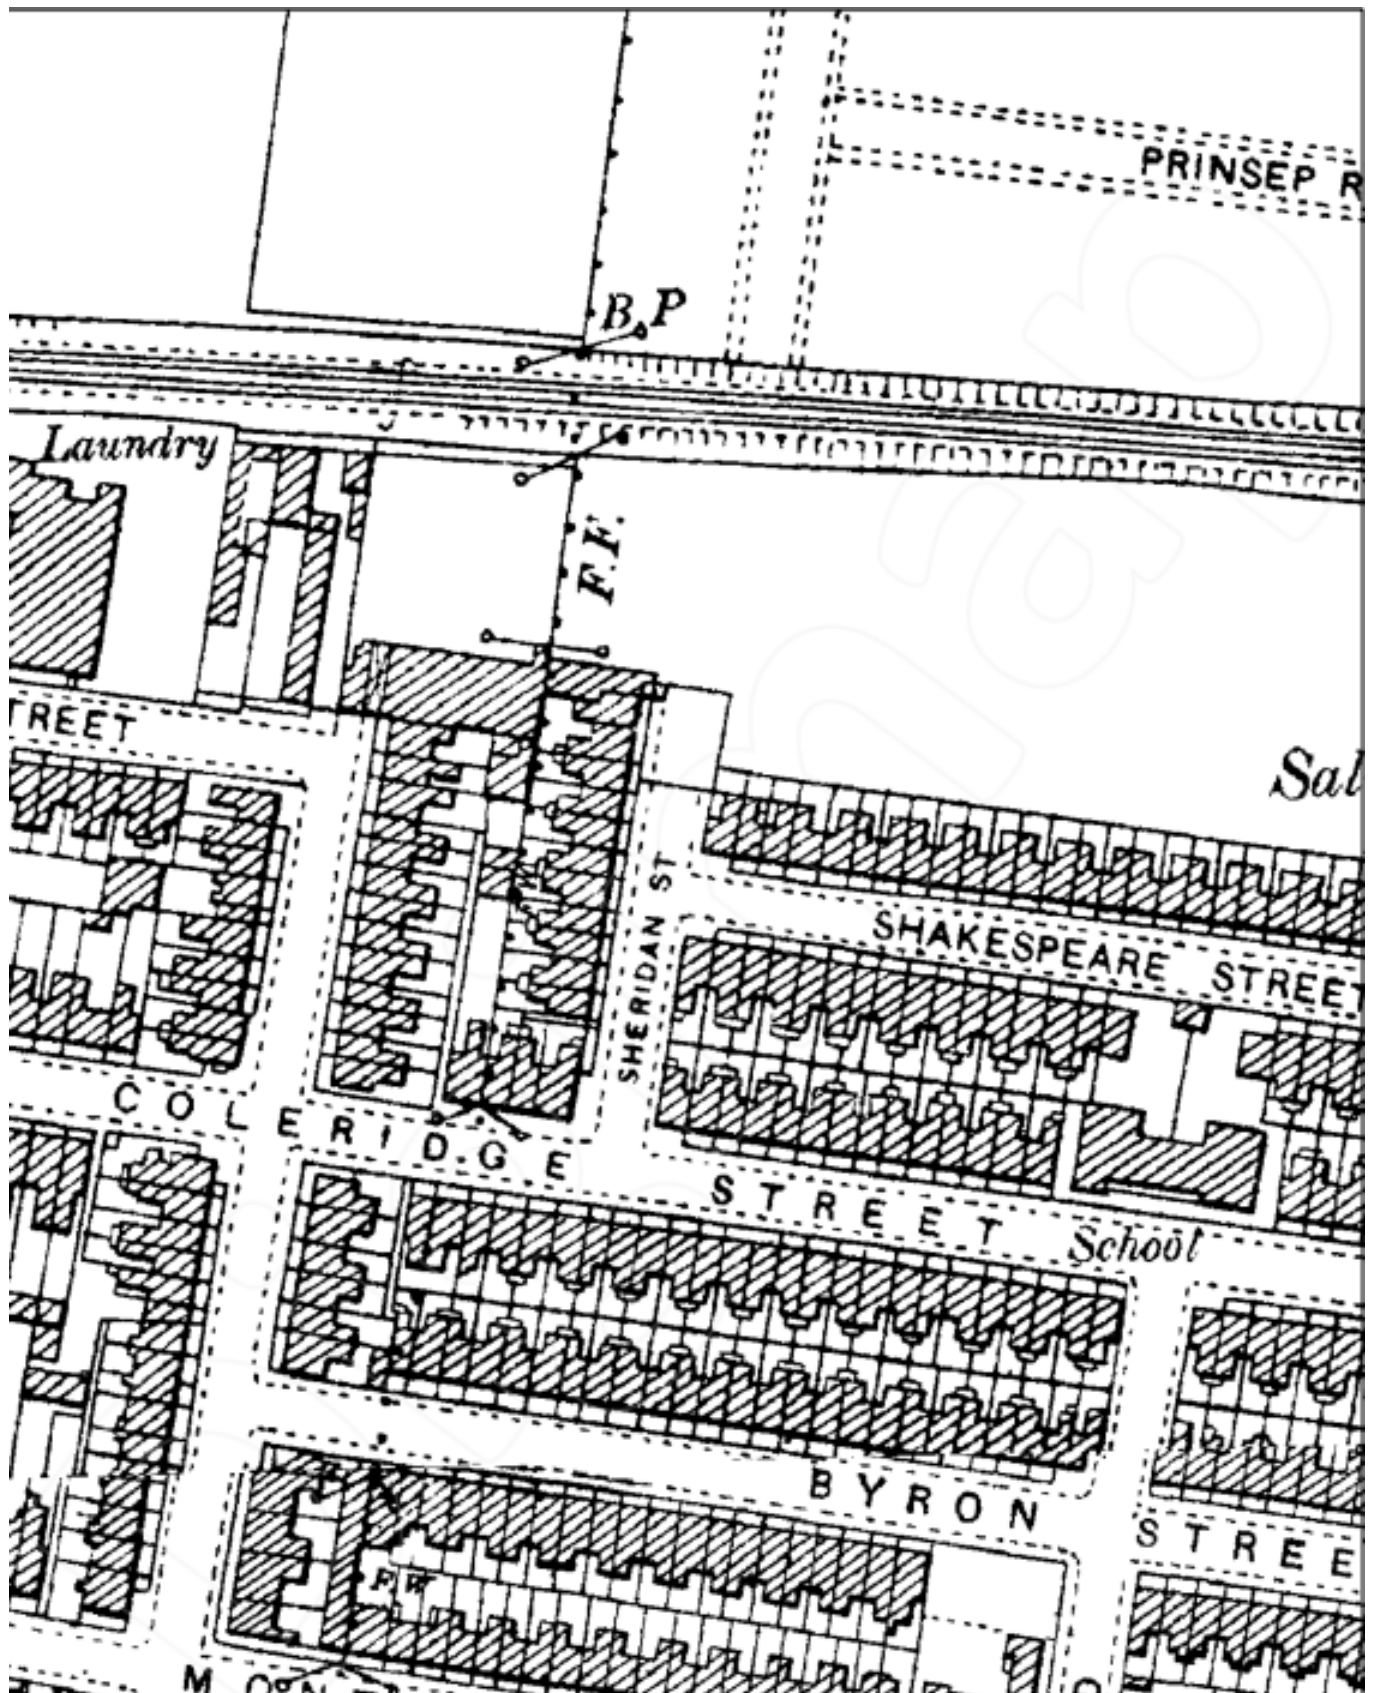 PRINSEP R
B.P
Laundry
F.F.
TREET
Sal
SHERIDAN ST
SHAKESPEARE STREET
COLERIDGE STREET
School
BYRON STREE
F.W.